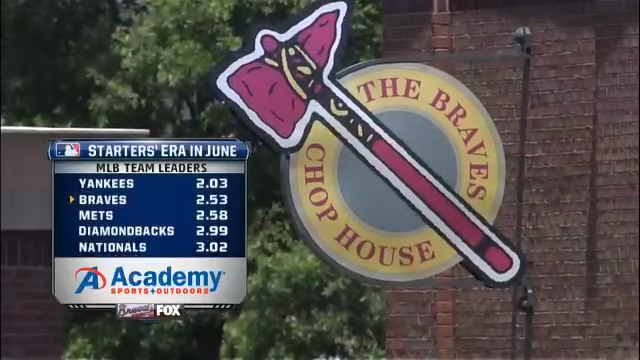 STARTERS' ERA IN JUNE
MLB TEAM LEADERS
YANKEES 2.03
BRAVES 2.53
METS 2.58
DIAMONDBACKS 2.99
NATIONALS 3.02
Academy
SPORTS+OUTDOORS
Braves FOX
THE BRAVES
CHOP HOUSE